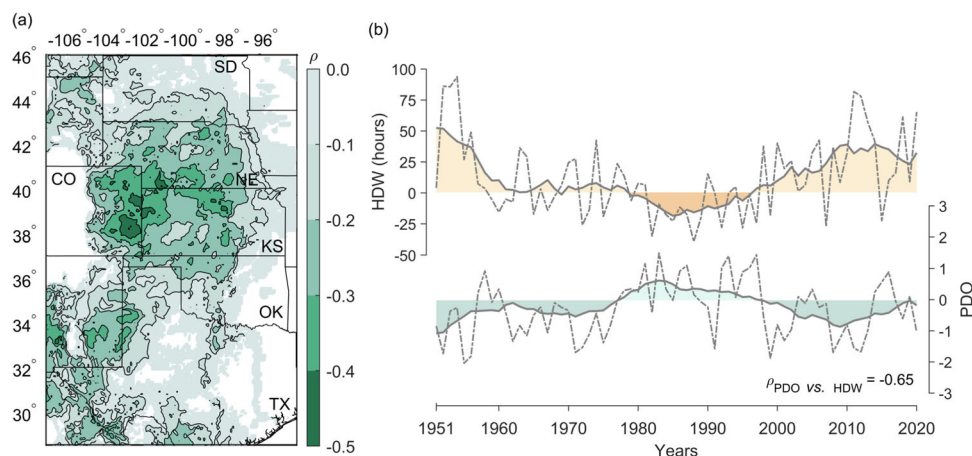 (a)
-106° -104° -102° -100° -98° -96°
ρ
46°
44°
42°
40°
38°
36°
34°
32°
30°
SD
CO
NE
KS
OK
TX
0.0
-0.1
-0.2
-0.3
-0.4
-0.5
(b)
HDW (hours)
100
75
50
25
0
-25
-50
3
2
1
0
-1
-2
-3
PDO
ρPDO vs. HDW = -0.65
1951 1960 1970 1980 1990 2000 2010 2020
Years